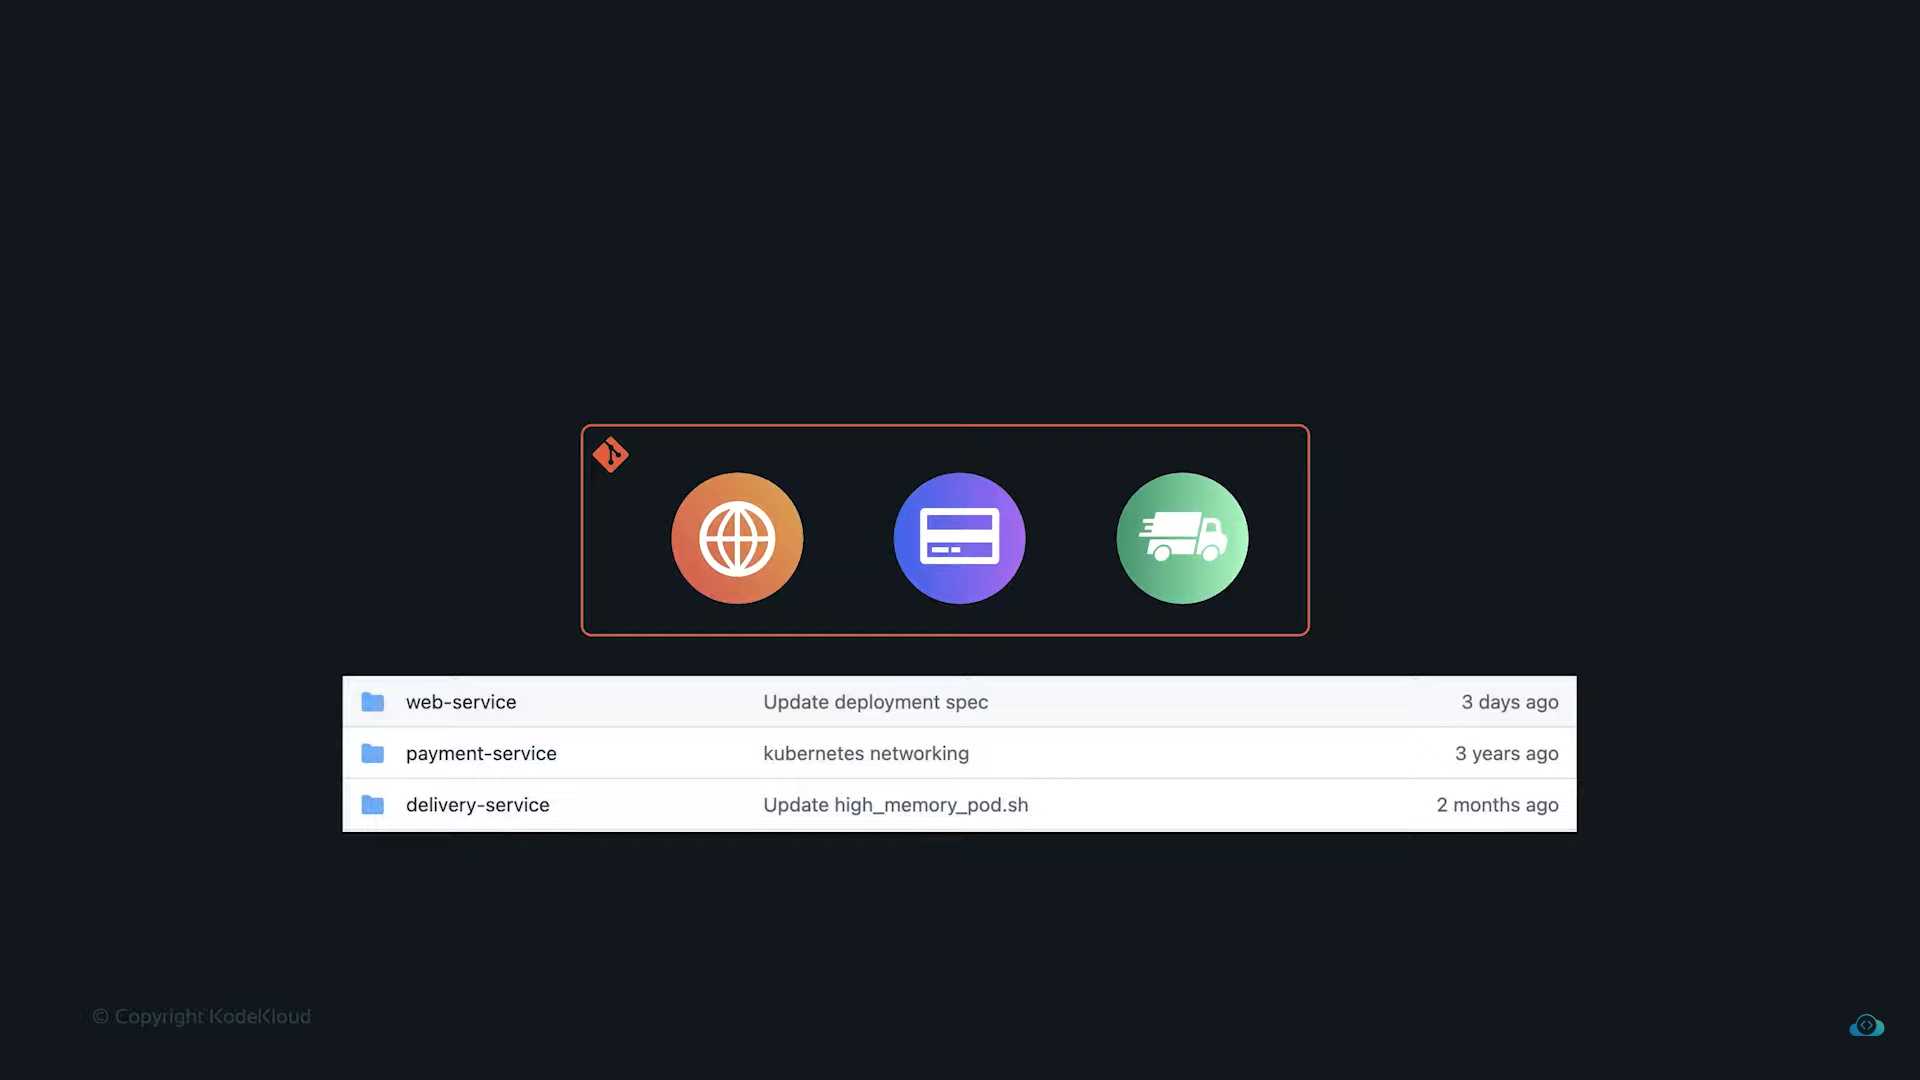 web-service Update deployment spec 3 days ago
payment-service kubernetes networking 3 years ago
delivery-service Update high_memory_pod.sh 2 months ago
© Copyright KodeKloud